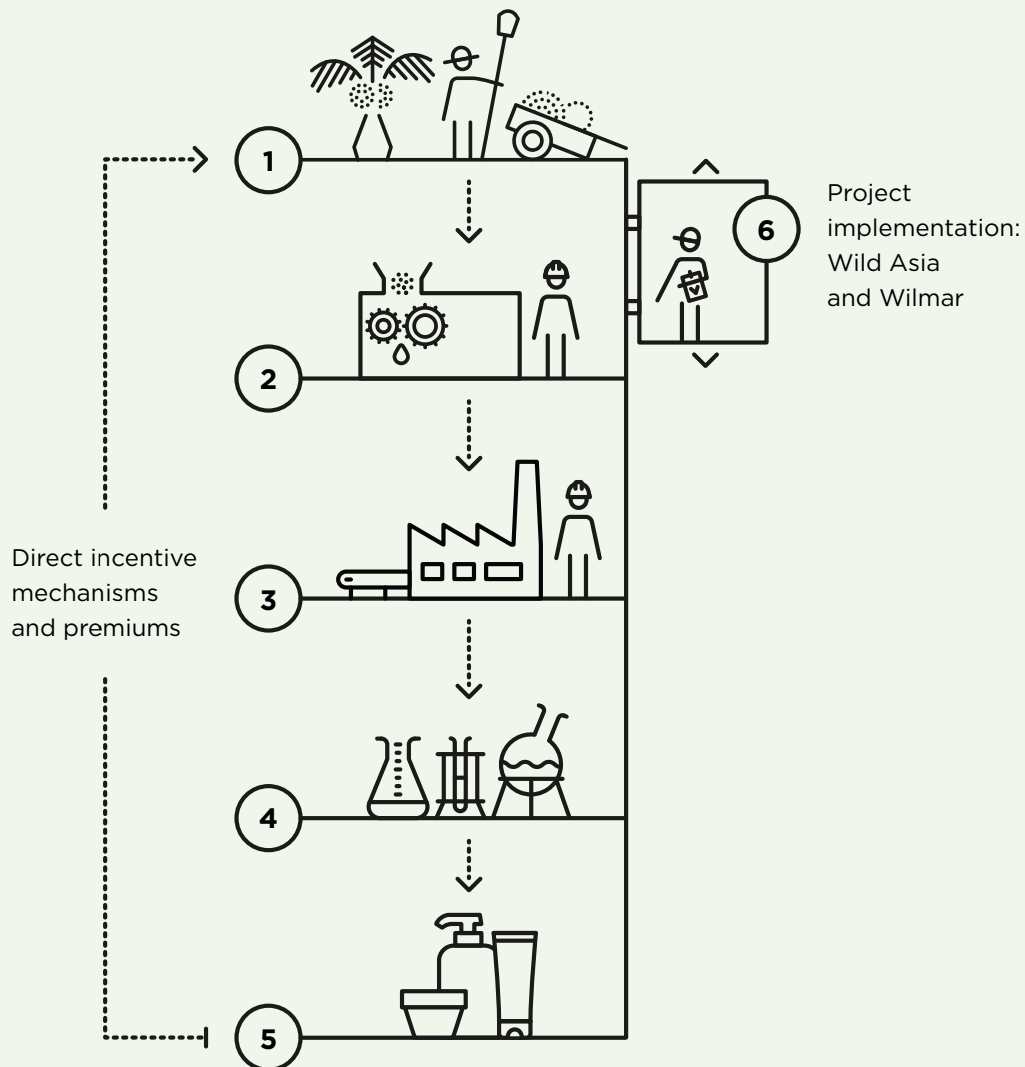 1
6
Project
implementation:
Wild Asia
and Wilmar
2
Direct incentive
mechanisms
and premiums
3
4
5